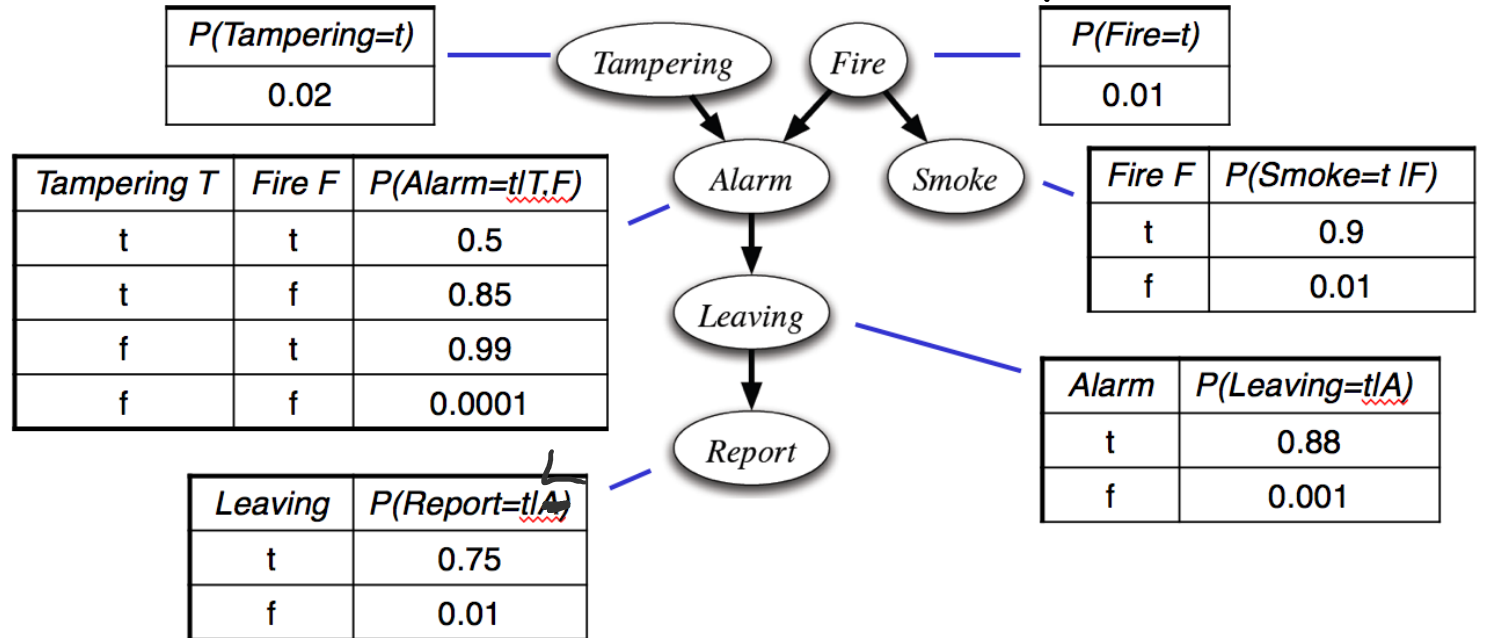 P(Tampering=t)
0.02
Tampering
Fire
P(Fire=t)
0.01
Tampering T Fire F P(Alarm=t|T,F)
t t 0.5
t f 0.85
f t 0.99
f f 0.0001
Alarm
Smoke
Fire F P(Smoke=t |F)
t 0.9
f 0.01
Leaving
Alarm P(Leaving=t|A)
t 0.88
f 0.001
Report
L
Leaving P(Report=t|A)
t 0.75
f 0.01